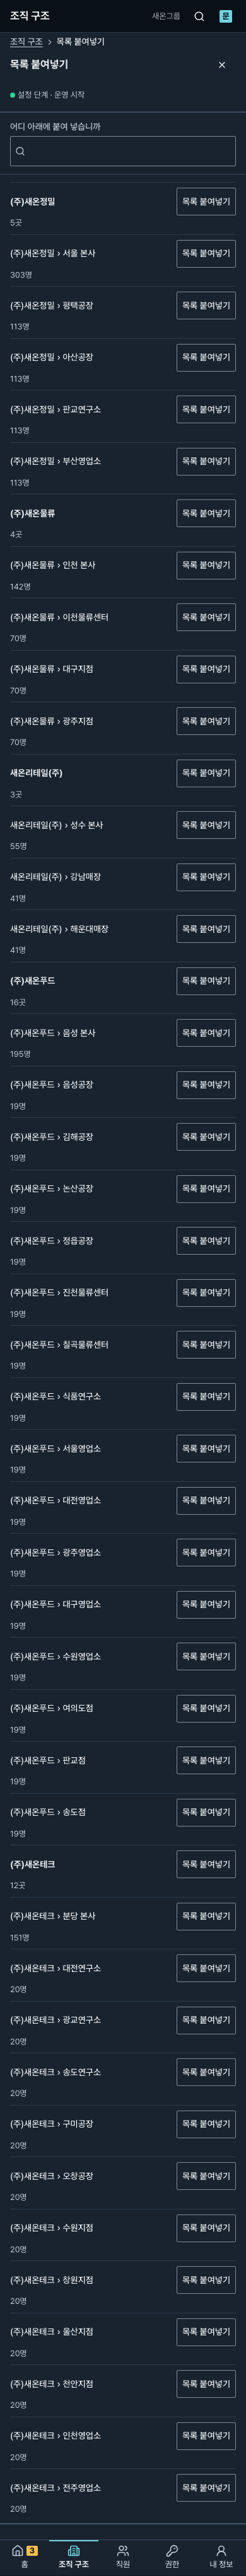 조직 구조
새온그룹
문
조직 구조 › 목록 붙여넣기
목록 붙여넣기
설정 단계 · 운영 시작
어디 아래에 붙여 넣습니까
(주)새온정밀
목록 붙여넣기
5곳
(주)새온정밀 › 서울 본사
목록 붙여넣기
303명
(주)새온정밀 › 평택공장
목록 붙여넣기
113명
(주)새온정밀 › 아산공장
목록 붙여넣기
113명
(주)새온정밀 › 판교연구소
목록 붙여넣기
113명
(주)새온정밀 › 부산영업소
목록 붙여넣기
113명
(주)새온물류
목록 붙여넣기
4곳
(주)새온물류 › 인천 본사
목록 붙여넣기
142명
(주)새온물류 › 이천물류센터
목록 붙여넣기
70명
(주)새온물류 › 대구지점
목록 붙여넣기
70명
(주)새온물류 › 광주지점
목록 붙여넣기
70명
새온리테일(주)
목록 붙여넣기
3곳
새온리테일(주) › 성수 본사
목록 붙여넣기
55명
새온리테일(주) › 강남매장
목록 붙여넣기
41명
새온리테일(주) › 해운대매장
목록 붙여넣기
41명
(주)새온푸드
목록 붙여넣기
16곳
(주)새온푸드 › 음성 본사
목록 붙여넣기
195명
(주)새온푸드 › 음성공장
목록 붙여넣기
19명
(주)새온푸드 › 김해공장
목록 붙여넣기
19명
(주)새온푸드 › 논산공장
목록 붙여넣기
19명
(주)새온푸드 › 정읍공장
목록 붙여넣기
19명
(주)새온푸드 › 진천물류센터
목록 붙여넣기
19명
(주)새온푸드 › 칠곡물류센터
목록 붙여넣기
19명
(주)새온푸드 › 식품연구소
목록 붙여넣기
19명
(주)새온푸드 › 서울영업소
목록 붙여넣기
19명
(주)새온푸드 › 대전영업소
목록 붙여넣기
19명
(주)새온푸드 › 광주영업소
목록 붙여넣기
19명
(주)새온푸드 › 대구영업소
목록 붙여넣기
19명
(주)새온푸드 › 수원영업소
목록 붙여넣기
19명
(주)새온푸드 › 여의도점
목록 붙여넣기
19명
(주)새온푸드 › 판교점
목록 붙여넣기
19명
(주)새온푸드 › 송도점
목록 붙여넣기
19명
(주)새온테크
목록 붙여넣기
12곳
(주)새온테크 › 분당 본사
목록 붙여넣기
151명
(주)새온테크 › 대전연구소
목록 붙여넣기
20명
(주)새온테크 › 광교연구소
목록 붙여넣기
20명
(주)새온테크 › 송도연구소
목록 붙여넣기
20명
(주)새온테크 › 구미공장
목록 붙여넣기
20명
(주)새온테크 › 오창공장
목록 붙여넣기
20명
(주)새온테크 › 수원지점
목록 붙여넣기
20명
(주)새온테크 › 창원지점
목록 붙여넣기
20명
(주)새온테크 › 울산지점
목록 붙여넣기
20명
(주)새온테크 › 천안지점
목록 붙여넣기
20명
(주)새온테크 › 인천영업소
목록 붙여넣기
20명
(주)새온테크 › 전주영업소
목록 붙여넣기
20명
3
홈
조직 구조
직원
권한
내 정보